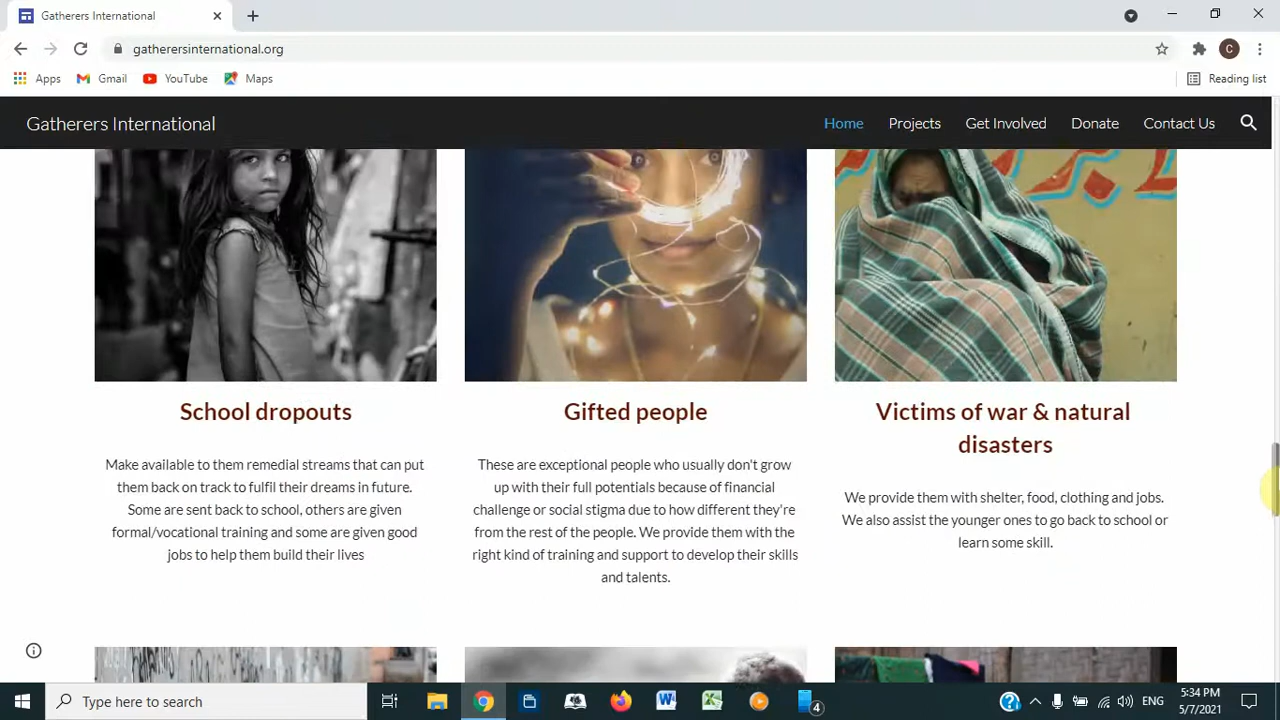 Gatherers International
gatherersinternational.org
Apps Gmail YouTube Maps Reading list
Gatherers International Home Projects Get Involved Donate Contact Us
School dropouts
Make available to them remedial streams that can put
them back on track to fulfil their dreams in future.
Some are sent back to school, others are given
formal/vocational training and some are given good
jobs to help them build their lives
Gifted people
These are exceptional people who usually don't grow
up with their full potentials because of financial
challenge or social stigma due to how different they're
from the rest of the people. We provide them with the
right kind of training and support to develop their skills
and talents.
Victims of war & natural
disasters
We provide them with shelter, food, clothing and jobs.
We also assist the younger ones to go back to school or
learn some skill.
Type here to search
4
ENG
5:34 PM
5/7/2021